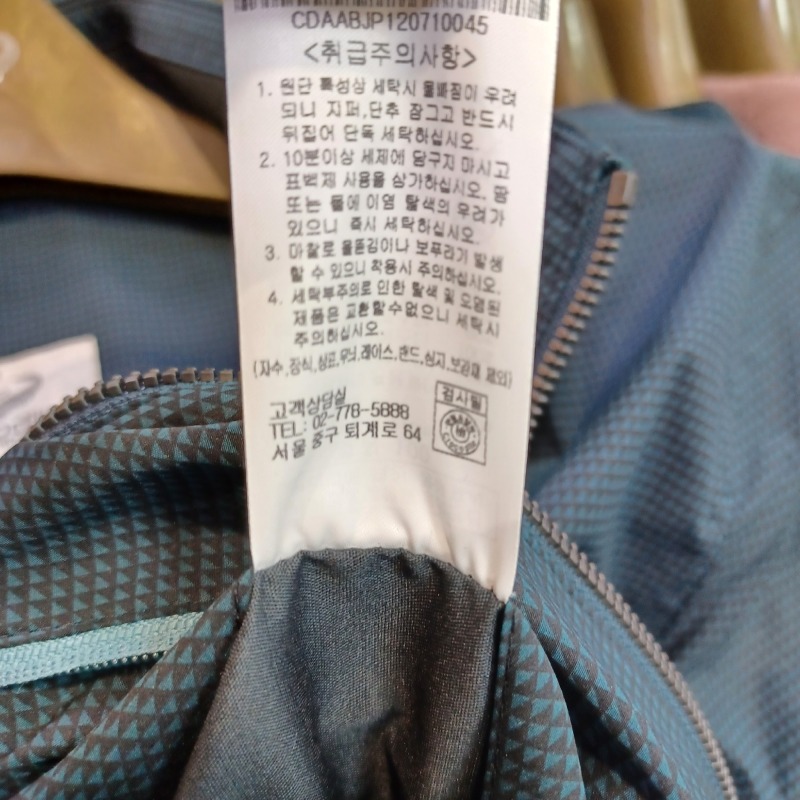 CDAABJP120710045
<취급주의사항>
1. 원단 특성상 세탁시 물빠짐이 우려
되니 지퍼,단추 잠그고 반드시
뒤집어 단독 세탁하십시오.
2. 10분이상 세제에 담구지 마시고
표백제 사용을 삼가하십시오. 땀
또는 물에 이염 탈색의 우려가
있으니 즉시 세탁하십시오.
3. 마찰로 올뜯김이나 보푸라기 발생
할 수 있으니 착용시 주의하십시오.
4. 세탁부주의로 인한 탈색 및 오염된
제품은 교환할수없으니 세탁시
주의하십시오.
(자수,장식,상표,무늬,레이스,밴드,심지,보강재 제외)
고객상담실
TEL: 02-778-5888
서울 중구 퇴계로 64
검사필